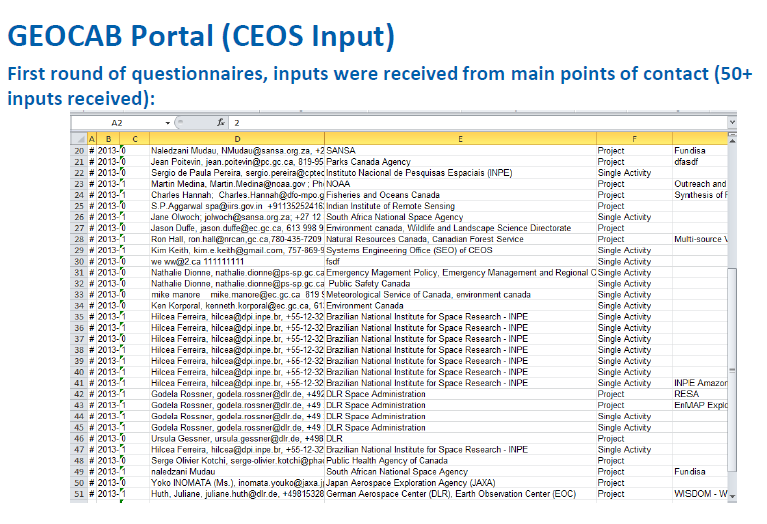 GEOCAB Portal (CEOS Input)
First round of questionnaires, inputs were received from main points of contact (50+
inputs received):
A2 fx 2
A B C D E F
20 # 2013- 0 Naledzani Mudau, NMudau@sansa.org.za, +2 SANSA Project Fundisa
21 # 2013- 1 Jean Poitevin, jean.poitevin@pc.gc.ca, 819-95 Parks Canada Agency Project dfasdf
22 # 2013- 0 Sergio de Paula Pereira, sergio.pereira@cptec Instituto Nacional de Pesquisas Espaciais (INPE) Single Activity
23 # 2013- 1 Martin Medina, Martin.Medina@noaa.gov ; Ph NOAA Project Outreach and
24 # 2013- 1 Charles Hannah; Charles.Hannah@dfo-mpo.g Fisheries and Oceans Canada Project Synthesis of
25 # 2013- 0 S.P.Aggarwal spa@iirs.gov.in +9113525241 Indian Institute of Remote Sensing Project
26 # 2013- 1 Jane Olwoch; jolwoch@sansa.org.za; +27 12 South Africa National Space Agency Single Activity
27 # 2013- 0 Jason Duffe, jason.duffe@ec.gc.ca, 613 998 9 Environment canada, Wildlife and Landscape Science Directorate Project
28 # 2013- 1 Ron Hall, ron.hall@nrcan,gc.ca,780-435-7209 Natural Resources Canada, Canadian Forest Service Project Multi-source
29 # 2013- 1 Kim Keith, kim.e.keith@gmail.com, 757-869-9 Systems Engineering Office (SEO) of CEOS Single Activity
30 # 2013- 0 we ww@2.ca 111111111 fsdf Single Activity
31 # 2013- 0 Nathalie Dionne, nathalie.dionne@ps-sp.gc.ca Emergency Magement Policy, Emergency Management and Regional C Single Activity
32 # 2013- 1 Nathalie Dionne, nathalie.dionne@ps-sp.gc.ca Public Safety Canada Single Activity
33 # 2013- 0 mike manore mike.manore@ec.gc.ca 819 Meteorological Service of Canada, environment canada Single Activity
34 # 2013- 0 Ken Korporal, kenneth.korporal@ec.gc.ca, 61 Environment Canada Single Activity
35 # 2013- 1 Hilcea Ferreira, hilcea@dpi.inpe.br, +55-12-32 Brazilian National Institute for Space Research - INPE Single Activity
36 # 2013- 1 Hilcea Ferreira, hilcea@dpi.inpe.br, +55-12-32 Brazilian National Institute for Space Research - INPE Single Activity
37 # 2013- 0 Hilcea Ferreira, hilcea@dpi.inpe.br, +55-12-32 Brazilian National Institute for Space Research - INPE Single Activity
38 # 2013- 1 Hilcea Ferreira, hilcea@dpi.inpe.br, +55-12-32 Brazilian National Institute for Space Research - INPE Single Activity
39 # 2013- 1 Hilcea Ferreira, hilcea@dpi.inpe.br, +55-12-32 Brazilian National Institute for Space Research - INPE Single Activity
40 # 2013- 1 Hilcea Ferreira, hilcea@dpi.inpe.br, +55-12-32 Brazilian National Institute for Space Research - INPE Single Activity
41 # 2013- 1 Hilcea Ferreira, hilcea@dpi.inpe.br, +55-12-32 Brazilian National Institute for Space Research - INPE Single Activity INPE Amazon
42 # 2013- 1 Godela Rossner, godela.rossner@dlr.de, +492 DLR Space Administration Project RESA
43 # 2013- 1 Godela Rossner, godela.rossner@dlr.de, +49 DLR Space Administration Project EnMAP Explo
44 # 2013- 0 Godela Rossner, godela.rossner@dlr.de, +49 DLR Space Administration Single Activity
45 # 2013- 1 Godela Rossner, godela.rossner@dlr.de, +49 DLR Space Administration Single Activity
46 # 2013- 0 Ursula Gessner, ursula.gessner@dlr.de, +498 DLR Project
47 # 2013- 1 Hilcea Ferreira, hilcea@dpi.inpe.br, +55-12-32 Brazilian National Institute for Space Research - INPE Single Activity
48 # 2013- 0 Serge Olivier Kotchi, serge-olivier.kotchi@pha Public Health Agency of Canada Project
49 # 2013- 1 naledzani Mudau South African National Space Agency Project Fundisa
50 # 2013- 0 Yoko INOMATA (Ms.), inomata.youko@jaxa.j Japan Aerospace Exploration Agency (JAXA) Project
51 # 2013- 1 Huth, Juliane, juliane.huth@dlr.de, +49815328 German Aerospace Center (DLR), Earth Observation Center (EOC) Project WISDOM - W